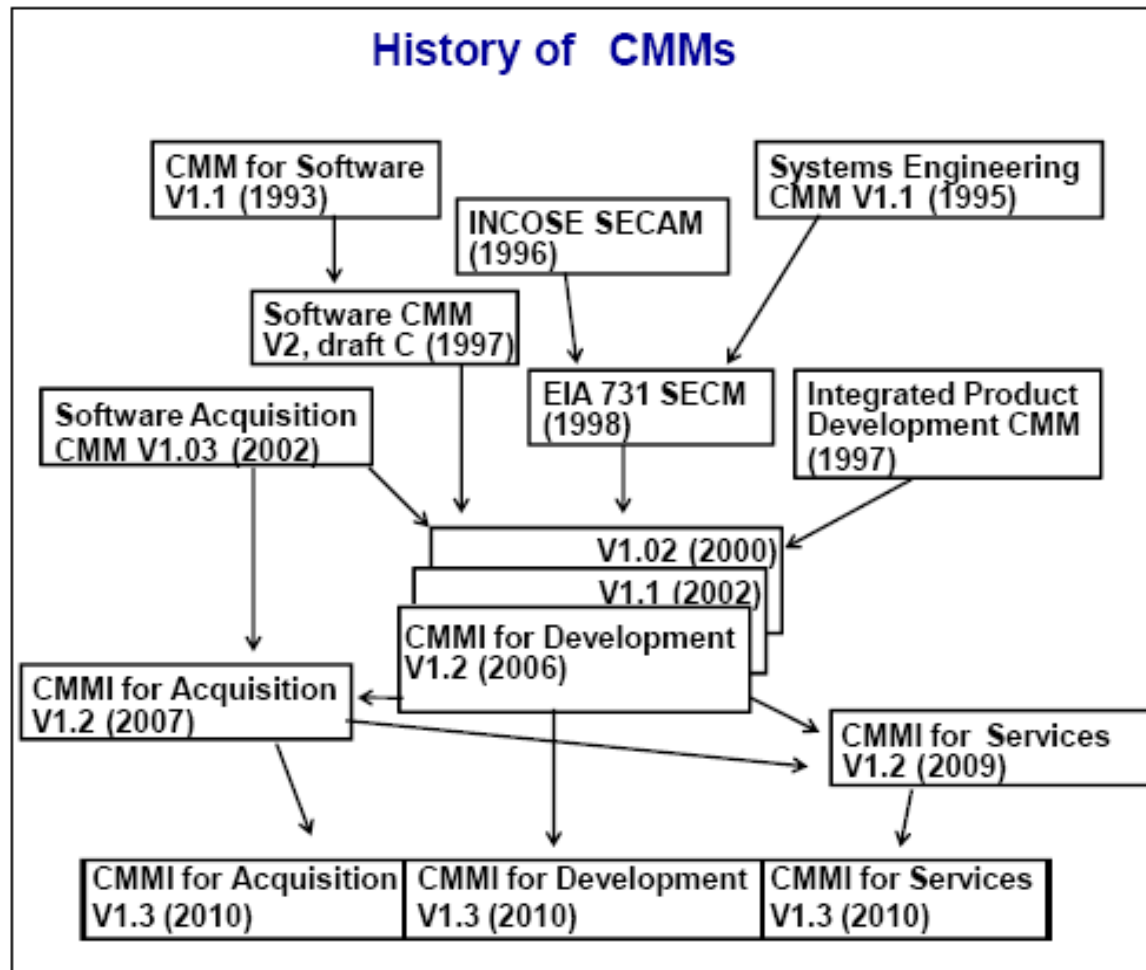 History of CMMs
CMM for Software
V1.1 (1993)
Systems Engineering
CMM V1.1 (1995)
INCOSE SECAM
(1996)
Software CMM
V2, draft C (1997)
EIA 731 SECM
(1998)
Integrated Product
Development CMM
(1997)
Software Acquisition
CMM V1.03 (2002)
V1.02 (2000)
V1.1 (2002)
CMMI for Development
V1.2 (2006)
CMMI for Acquisition
V1.2 (2007)
CMMI for Services
V1.2 (2009)
CMMI for Acquisition
V1.3 (2010)
CMMI for Development
V1.3 (2010)
CMMI for Services
V1.3 (2010)